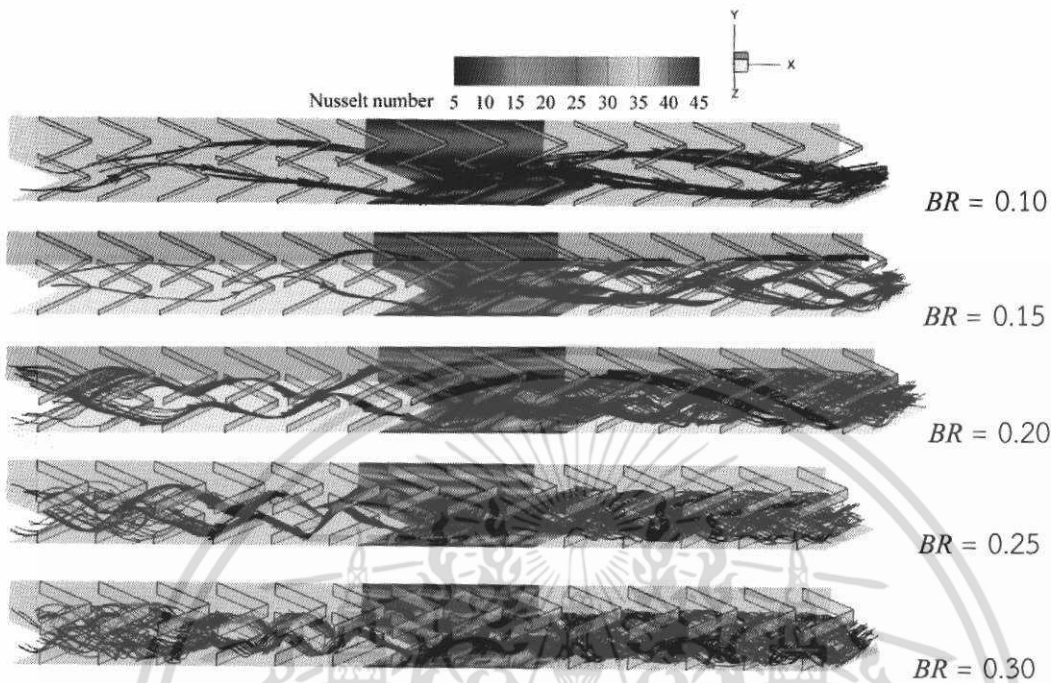 Y
X
Z
Nusselt number 5 10 15 20 25 30 35 40 45
BR = 0.10
BR = 0.15
BR = 0.20
BR = 0.25
BR = 0.30